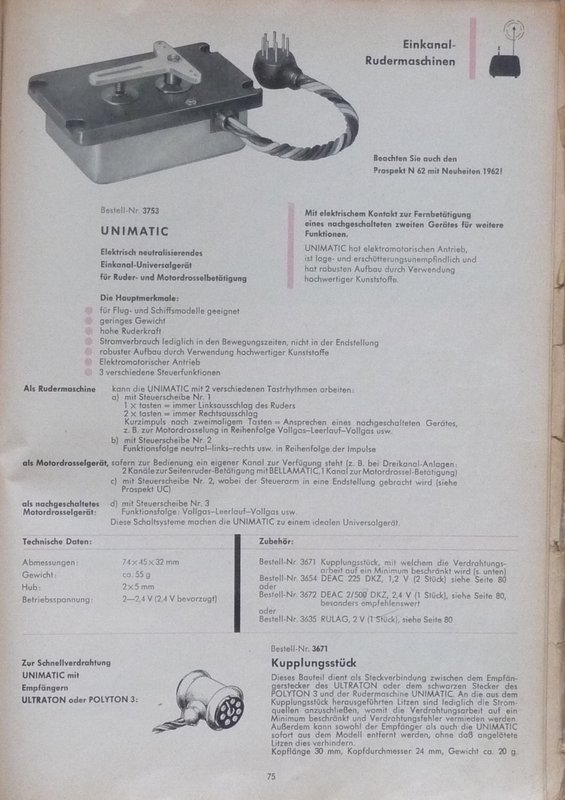 Einkanal-
Rudermaschinen
Beachten Sie auch den
Prospekt N 62 mit Neuheiten 1962!
Bestell-Nr. 3753
UNIMATIC
Elektrisch neutralisierendes
Einkanal-Universalgerät
für Ruder- und Motordrosselbetätigung
Mit elektrischem Kontakt zur Fernbetätigung
eines nachgeschalteten zweiten Gerätes für weitere
Funktionen.
UNIMATIC hat elektromotorischen Antrieb,
ist lage- und erschütterungsunempfindlich und
hat robusten Aufbau durch Verwendung
hochwertiger Kunststoffe.
Die Hauptmerkmale:
für Flug- und Schiffsmodelle geeignet
geringes Gewicht
hohe Ruderkraft
Stromverbrauch lediglich in den Bewegungszeiten, nicht in der Endstellung
robuster Aufbau durch Verwendung hochwertiger Kunststoffe
Elektromotorischer Antrieb
3 verschiedene Steuerfunktionen
Als Rudermaschine kann die UNIMATIC mit 2 verschiedenen Tastrhythmen arbeiten:
a) mit Steuerscheibe Nr. 1
1 x tasten = immer Linksausschlag des Ruders
2 x tasten = immer Rechtsausschlag
Kurzimpuls nach zweimaligem Tasten = Ansprechen eines nachgeschalteten Gerätes,
z. B. zur Motordrosselung in Reihenfolge Vollgas–Leerlauf–Vollgas usw.
b) mit Steuerscheibe Nr. 2
Funktionsfolge neutral–links–rechts usw. in Reihenfolge der Impulse
als Motordrosselgerät, sofern zur Bedienung ein eigener Kanal zur Verfügung steht (z. B. bei Dreikanal-Anlagen:
2 Kanäle zur Seitenruder-Betätigung mit BELLAMATIC, 1 Kanal zur Motordrossel-Betätigung)
c) mit Steuerscheibe Nr. 2, wobei der Sterarm in eine Endstellung gebracht wird (siehe
Prospekt UC)
als nachgeschaltetes d) mit Steuerscheibe Nr. 3
Motordrosselgerät: Funktionsfolge: Vollgas–Leerlauf–Vollgas usw.
Diese Schaltsysteme machen die UNIMATIC zu einem idealen Universalgerät.
Technische Daten:
Abmessungen: 74 x 45 x 32 mm
Gewicht: ca. 55 g
Hub: 2 x 5 mm
Betriebsspannung: 2—2,4 V (2,4 V bevorzugt)
Zubehör:
Bestell-Nr. 3671 Kupplungsstück, mit welchem die Verdrahtungs-
arbeit auf ein Minimum beschränkt wird (s. unten)
Bestell-Nr. 3654 DEAC 225 DKZ, 1,2 V (2 Stück) siehe Seite 80
oder
Bestell-Nr. 3672 DEAC 2/500 DKZ, 2,4 V (1 Stück), siehe Seite 80,
besonders empfehlenswert
oder
Bestell-Nr. 3635 RULAG, 2 V (1 Stück), siehe Seite 80
Zur Schnellverdrahtung
UNIMATIC mit
Empfängern
ULTRATON oder POLYTON 3:
Bestell-Nr. 3671
Kupplungsstück
Dieses Bauteil dient als Steckverbindung zwischen dem Empfän-
gerstecker des ULTRATON oder dem schwarzen Stecker des
POLYTON 3 und der Rudermaschine UNIMATIC. An die aus dem
Kupplungsstück herausgeführten Litzen sind lediglich die Strom-
quellen anzuschließen, womit die Verdrahtungsarbeit auf ein
Minimum beschränkt und Verdrahtungsfehler vermieden werden.
Außerdem kann sowohl der Empfänger als auch die UNIMATIC
sofort aus dem Modell entfernt werden, ohne daß angelötete
Litzen dies verhindern.
Kopflänge 30 mm, Kopfdurchmesser 24 mm, Gewicht ca. 20 g.
75